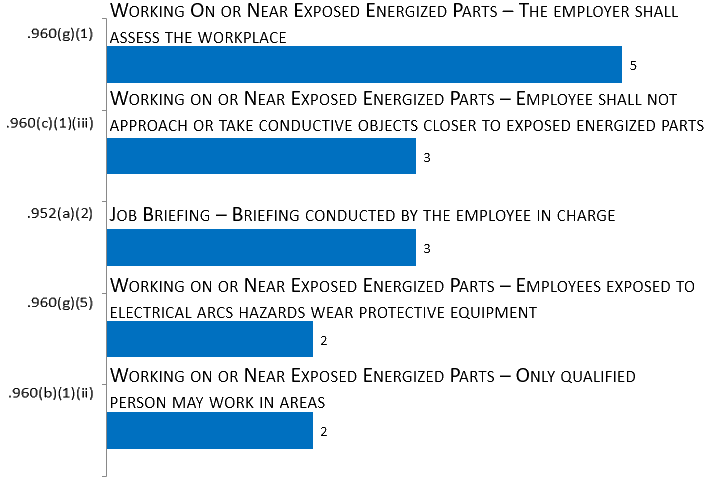 Working On or Near Exposed Energized Parts – The employer shall
.960(g)(1)
assess the workplace
5
Working on or Near Exposed Energized Parts – Employee shall not
.960(c)(1)(iii)
approach or take conductive objects closer to exposed energized parts
3
.952(a)(2)
Job Briefing – Briefing conducted by the employee in charge
3
Working on or Near Exposed Energized Parts – Employees exposed to
.960(g)(5)
electrical arcs hazards wear protective equipment
2
Working on or Near Exposed Energized Parts – Only qualified
.960(b)(1)(ii)
person may work in areas
2